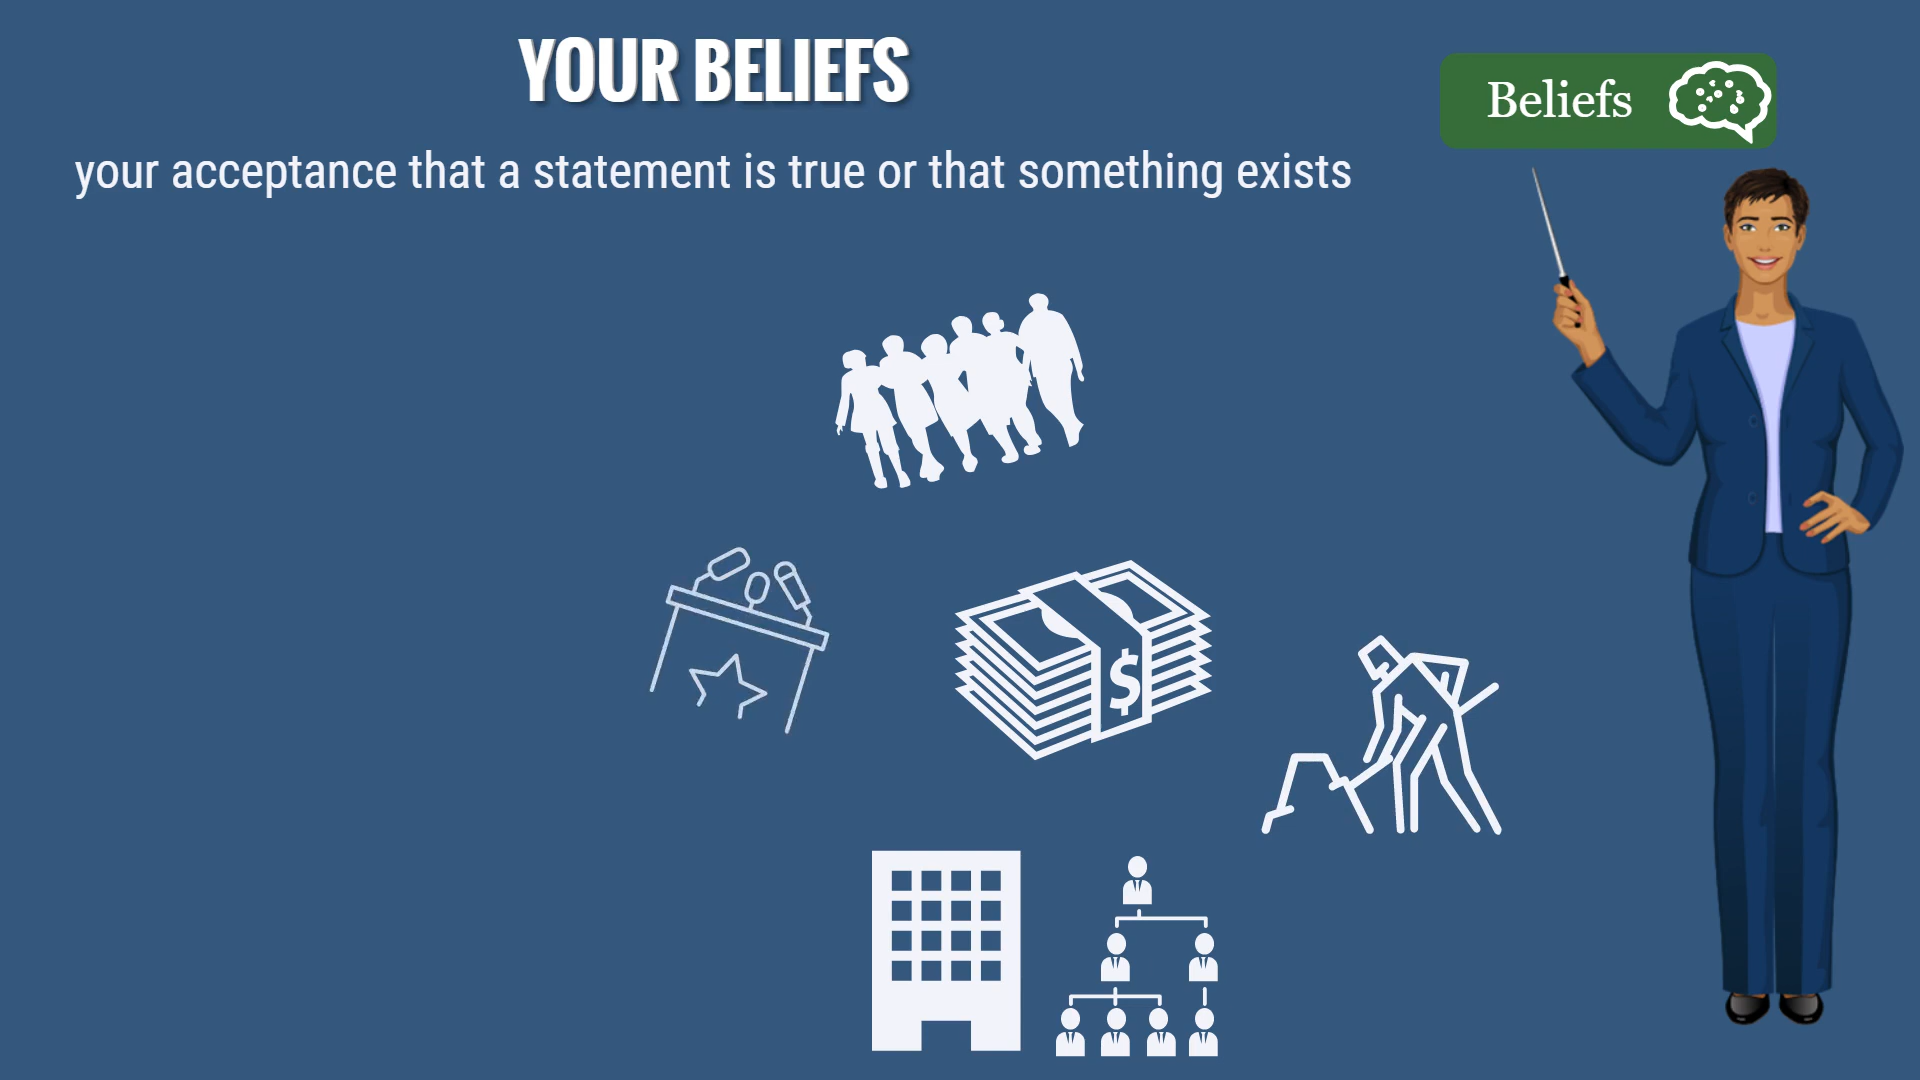 YOUR BELIEFS
Beliefs
your acceptance that a statement is true or that something exists
$